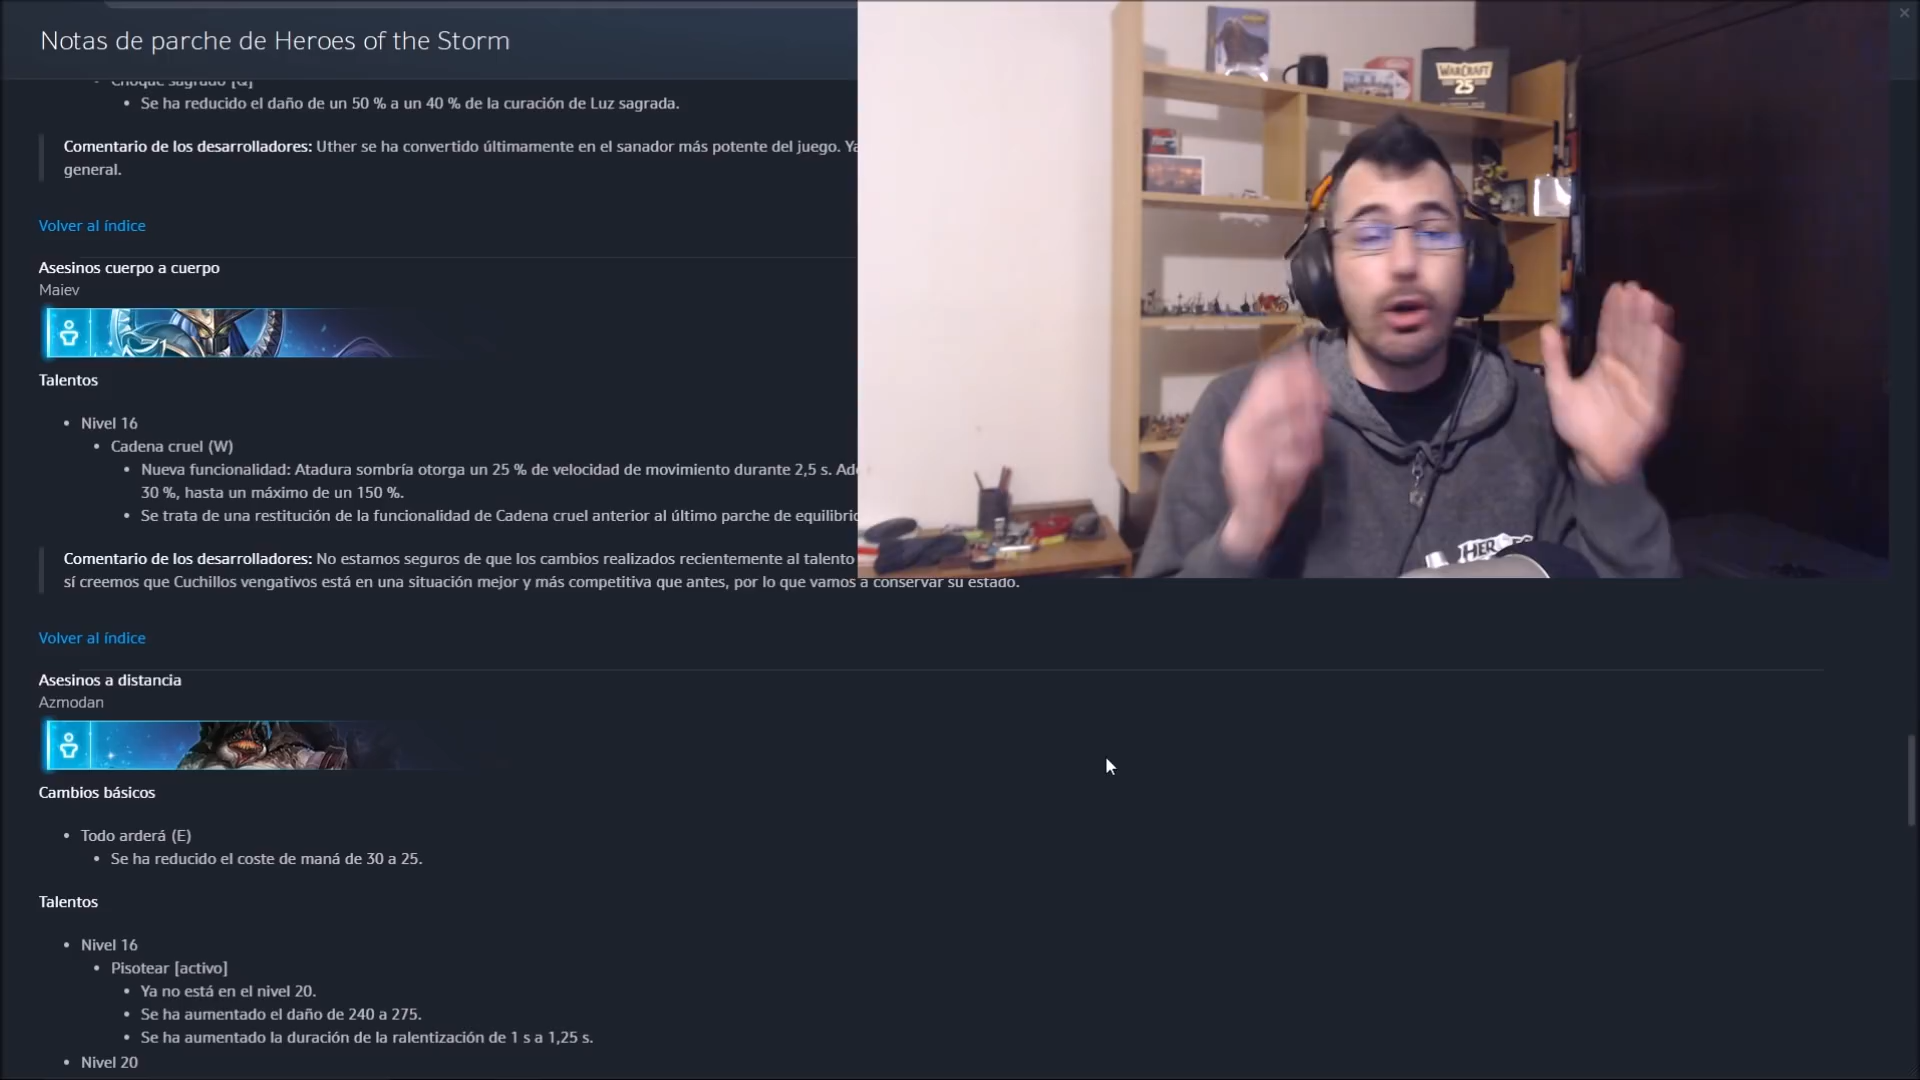 Notas de parche de Heroes of the Storm
Choque sagrado [Q]
Se ha reducido el daño de un 50 % a un 40 % de la curación de Luz sagrada.
Comentario de los desarrolladores: Uther se ha convertido últimamente en el sanador más potente del juego. Ya
general.
Volver al índice
Asesinos cuerpo a cuerpo
Maiev
Talentos
Nivel 16
Cadena cruel (W)
Nueva funcionalidad: Atadura sombría otorga un 25 % de velocidad de movimiento durante 2,5 s. Ade
30 %, hasta un máximo de un 150 %.
Se trata de una restitución de la funcionalidad de Cadena cruel anterior al último parche de equilibrio
Comentario de los desarrolladores: No estamos seguros de que los cambios realizados recientemente al talento
sí creemos que Cuchillos vengativos está en una situación mejor y más competitiva que antes, por lo que vamos a conservar su estado.
Volver al índice
Asesinos a distancia
Azmodan
Cambios básicos
Todo arderá (E)
Se ha reducido el coste de maná de 30 a 25.
Talentos
Nivel 16
Pisotear [activo]
Ya no está en el nivel 20.
Se ha aumentado el daño de 240 a 275.
Se ha aumentado la duración de la ralentización de 1 s a 1,25 s.
Nivel 20
WARCRAFT
25